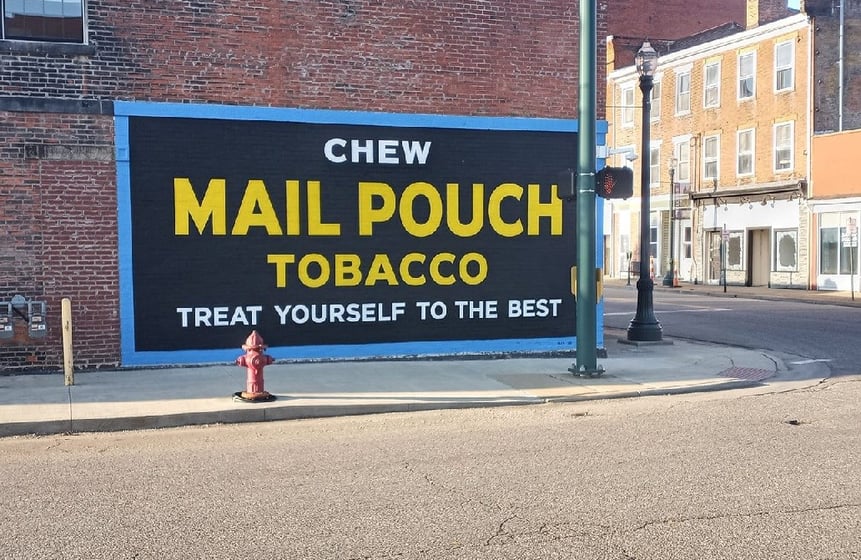 CHEW
MAIL POUCH
TOBACCO
TREAT YOURSELF TO THE BEST